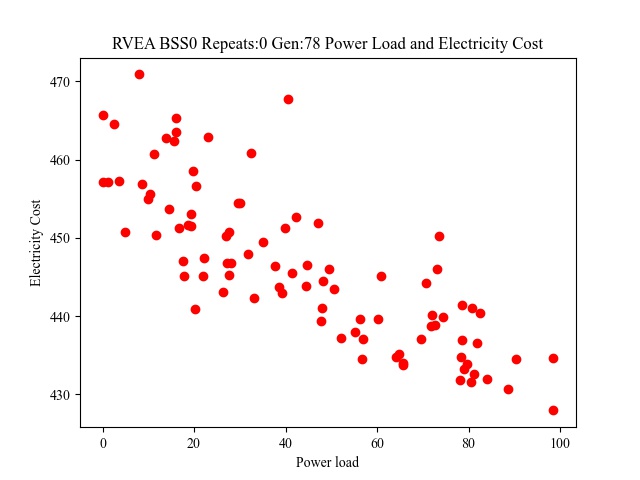 RVEA BSS0 Repeats:0 Gen:78 Power Load and Electricity Cost
470
460
450
440
430
Electricity Cost
0 20 40 60 80 100
Power load